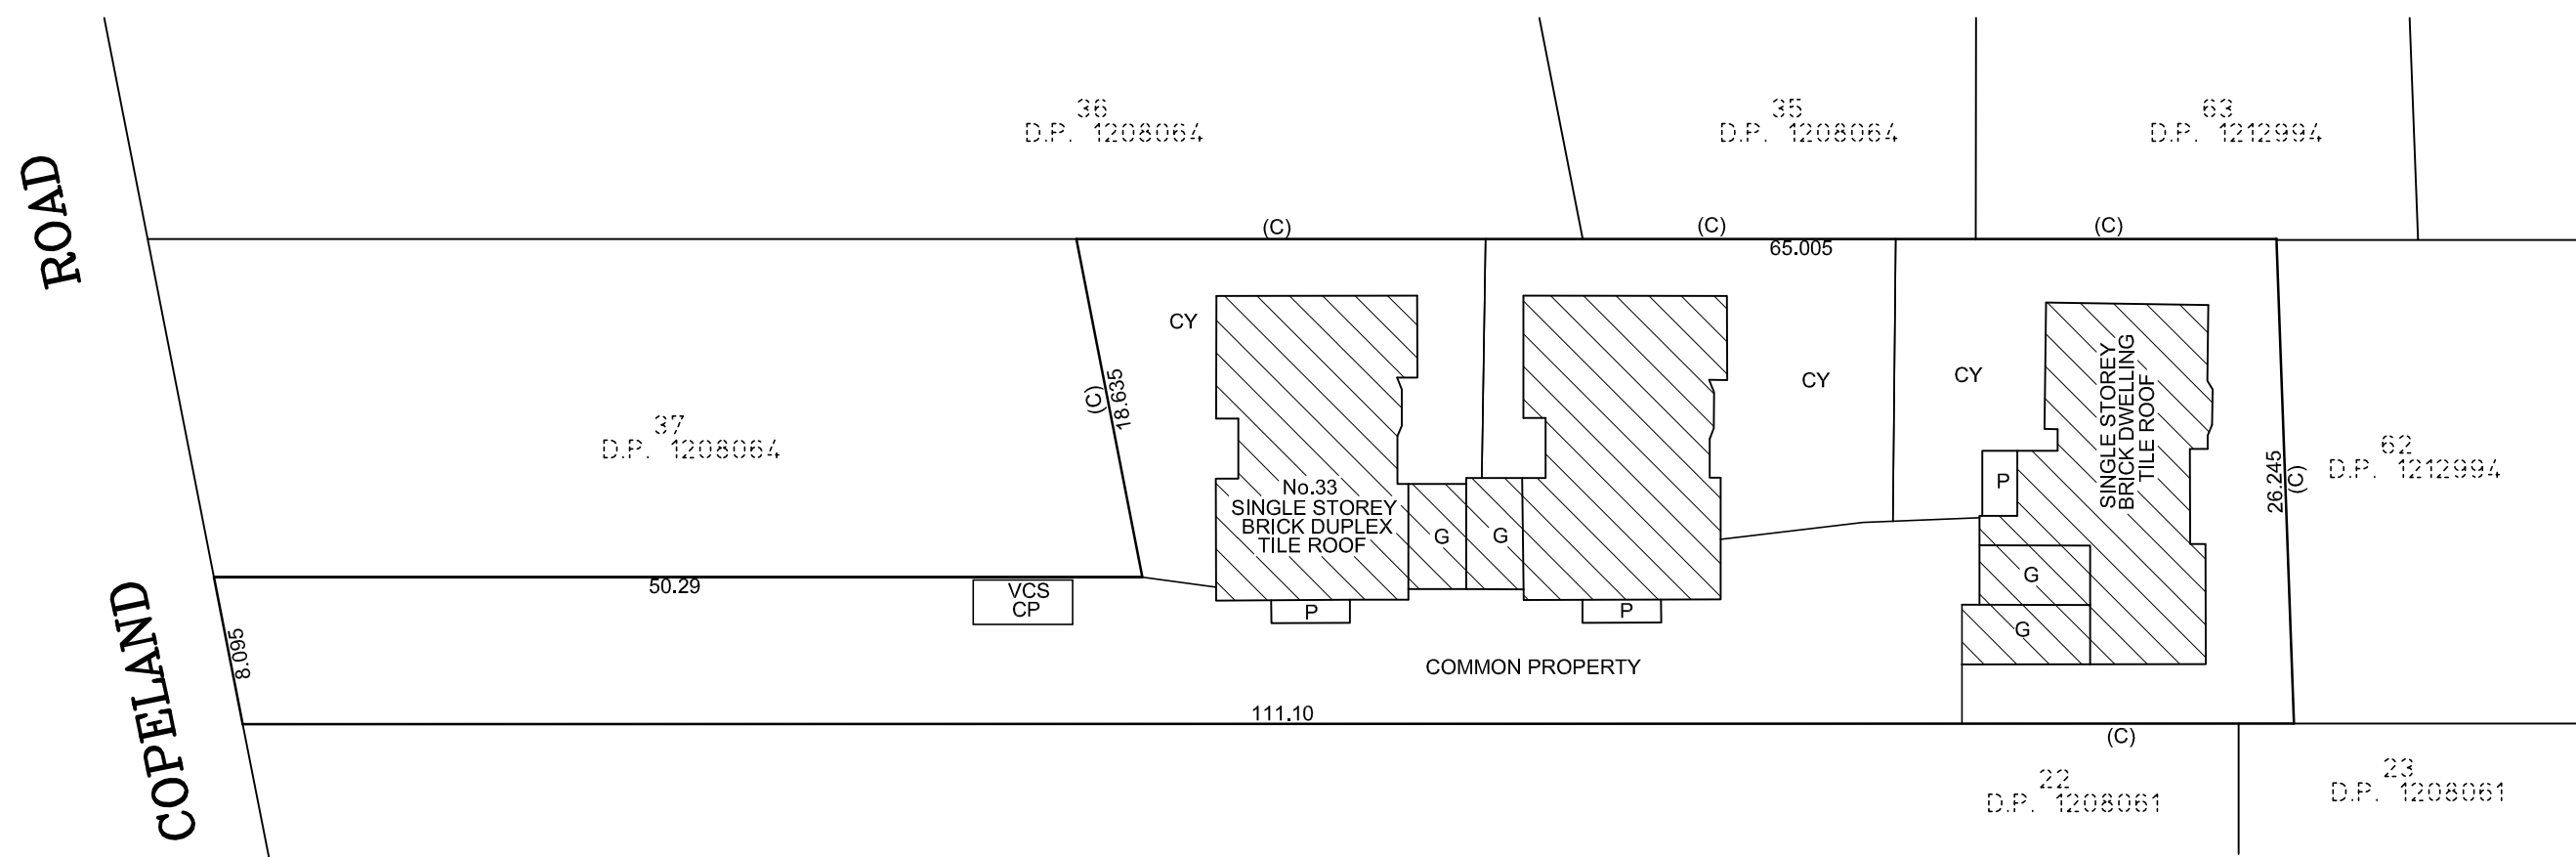 36
D.P. 1208064
35
D.P. 1208064
63
D.P. 1212994
COPELAND ROAD
(C)
(C)
(C)
65.005
CY
CY
CY
(C)
18.635
37
D.P. 1208064
No.33
SINGLE STOREY
BRICK DUPLEX
TILE ROOF
G
G
SINGLE STOREY
BRICK DWELLING
TILE ROOF
P
G
G
26.245
(C)
62
D.P. 1212994
50.29
VCS
CP
P
P
8.095
COMMON PROPERTY
111.10
(C)
22
D.P. 1208061
23
D.P. 1208061